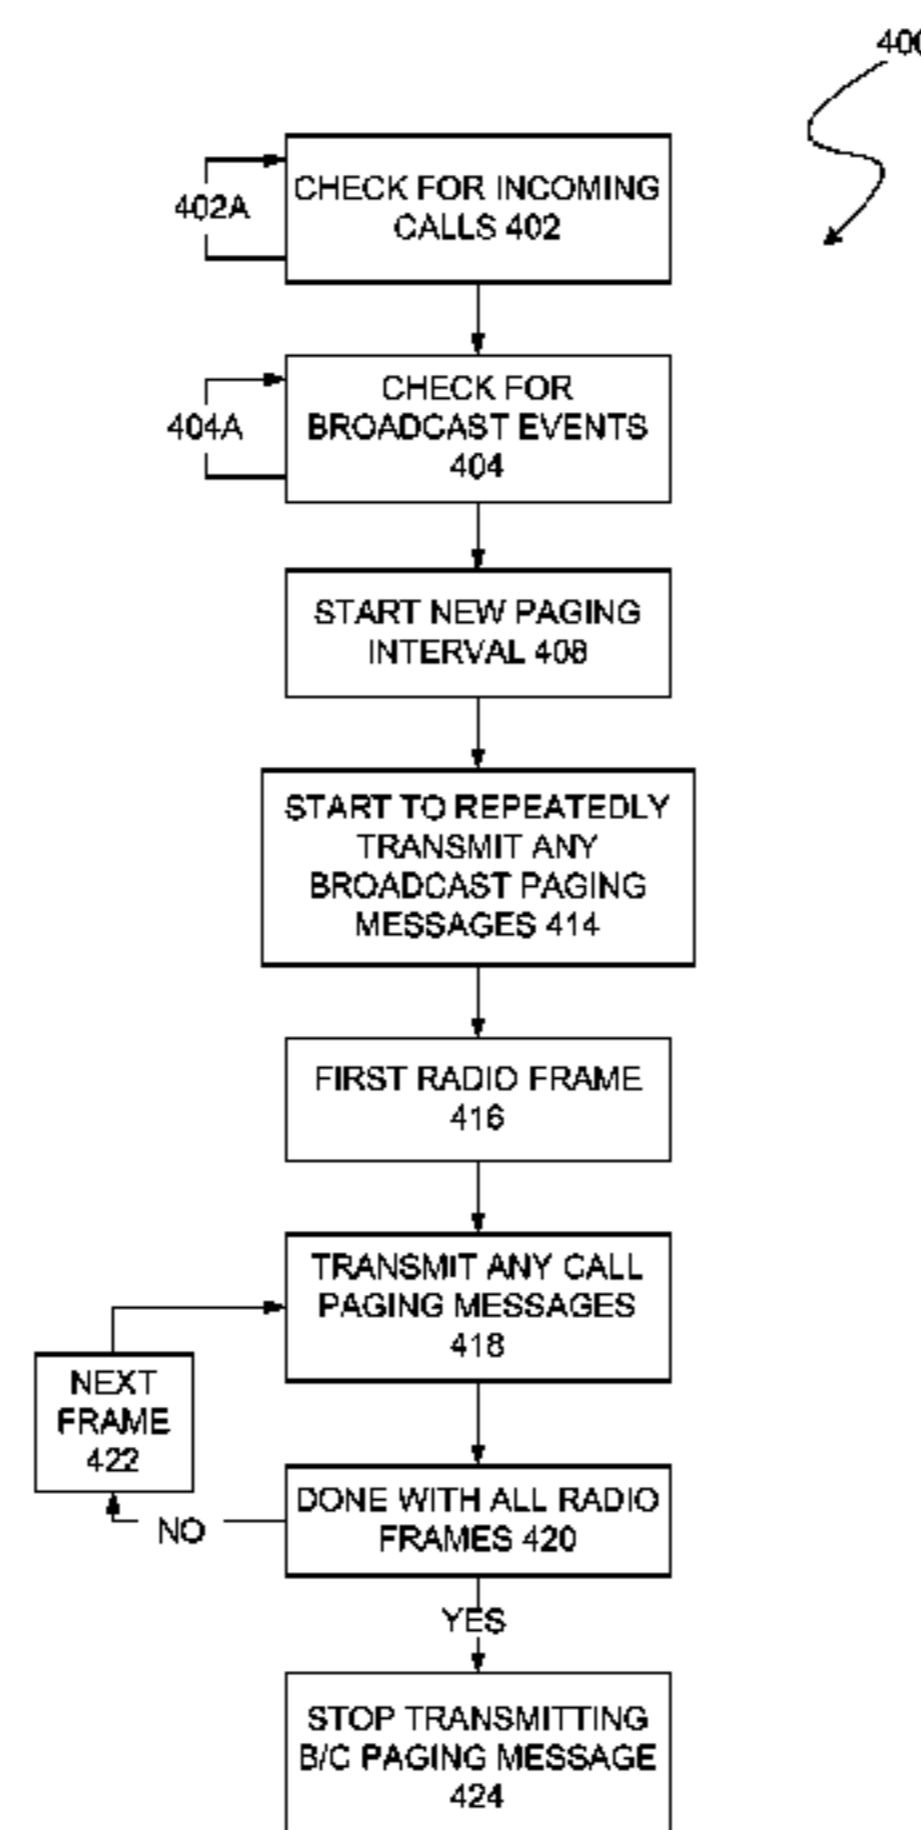 400
CHECK FOR INCOMING
CALLS 402
402A
CHECK FOR
BROADCAST EVENTS
404
404A
START NEW PAGING
INTERVAL 408
START TO REPEATEDLY
TRANSMIT ANY
BROADCAST PAGING
MESSAGES 414
FIRST RADIO FRAME
416
TRANSMIT ANY CALL
PAGING MESSAGES
418
NEXT
FRAME
422
DONE WITH ALL RADIO
FRAMES 420
NO
YES
STOP TRANSMITTING
B/C PAGING MESSAGE
424